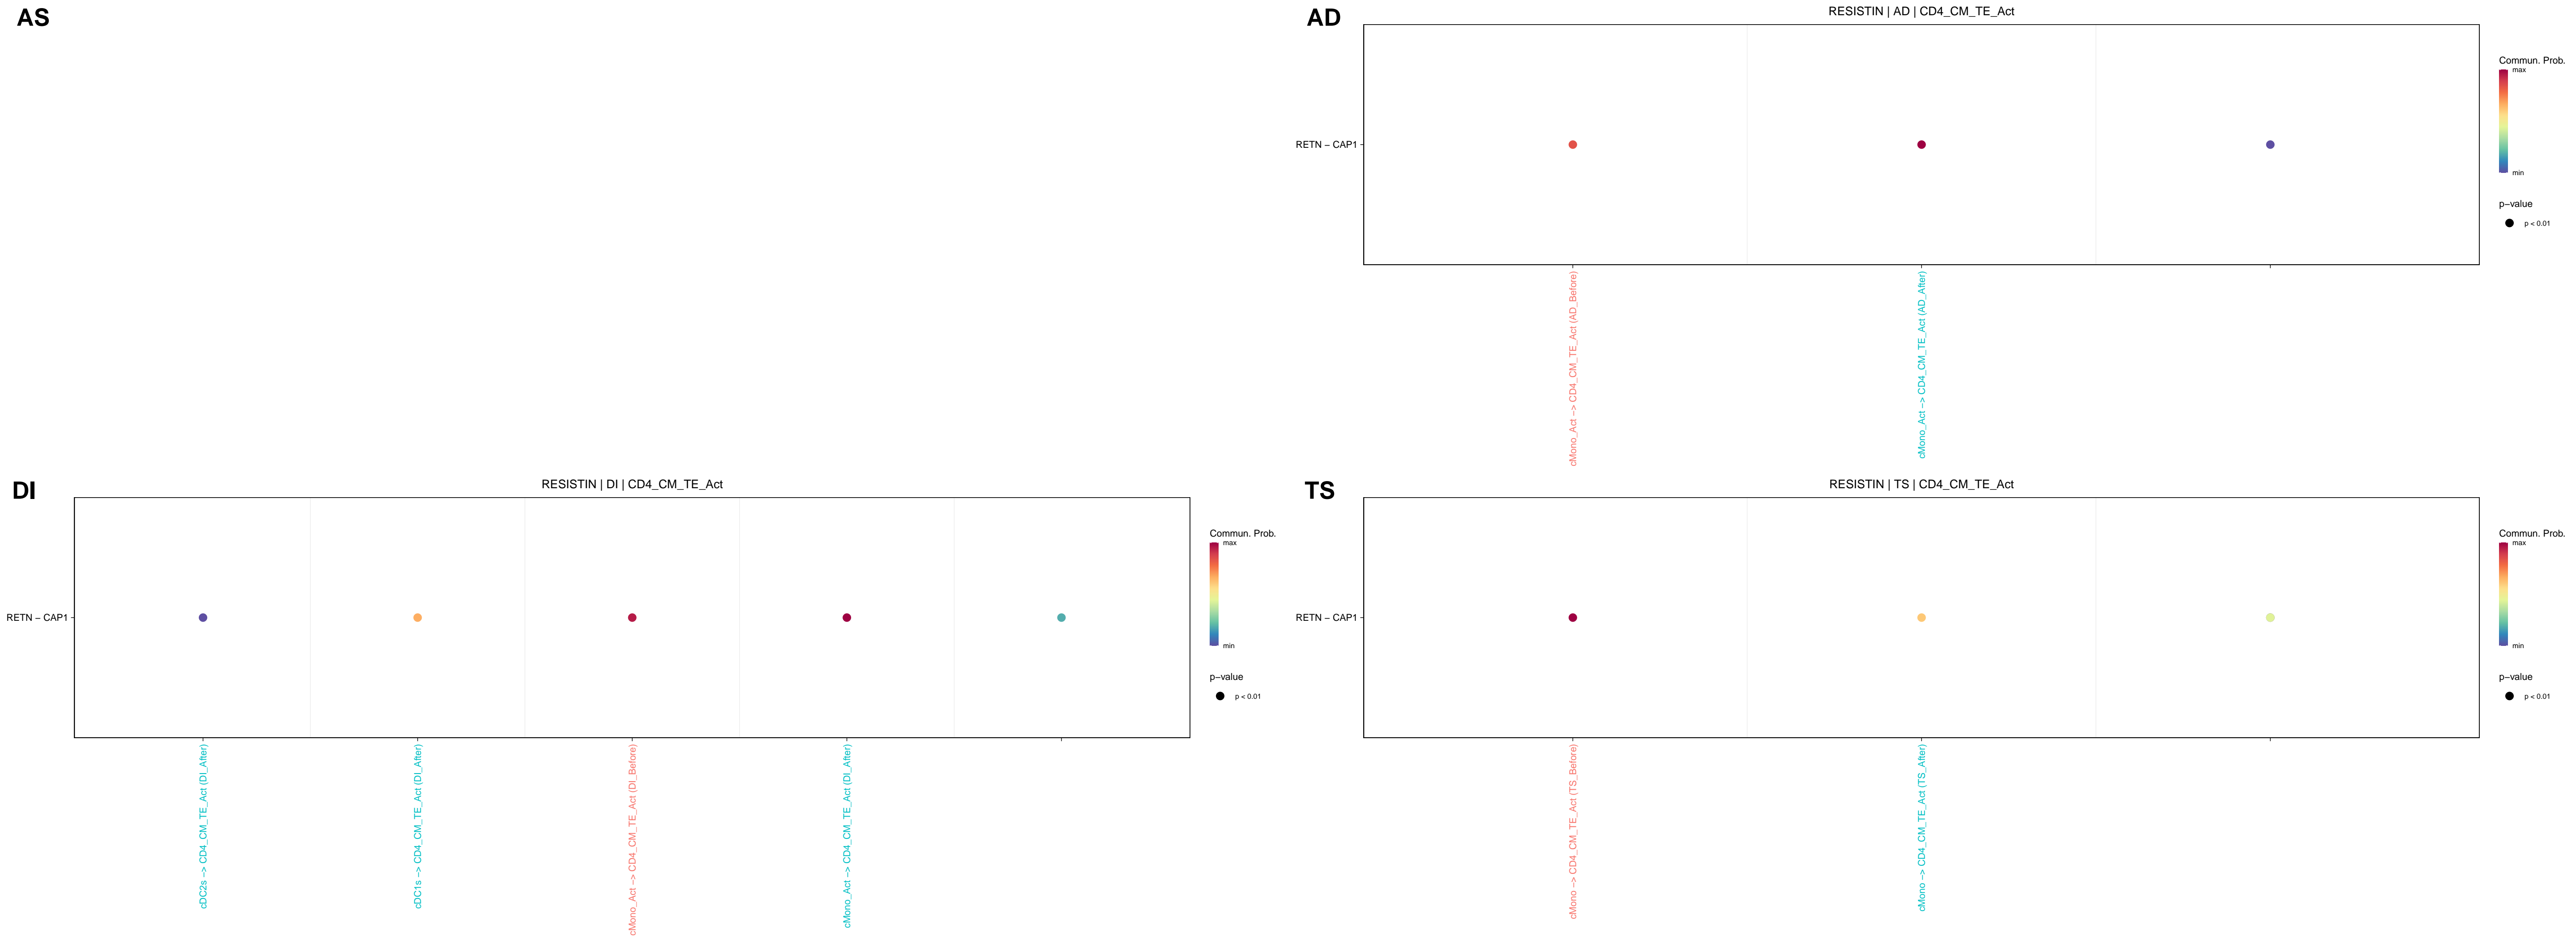 AS
AD
RESISTIN | AD | CD4_CM_TE_Act
RETN − CAP1
cMono_Act −> CD4_CM_TE_Act (AD_Before)
cMono_Act −> CD4_CM_TE_Act (AD_After)
Commun. Prob.
max
min
p−value
p < 0.01
DI
RESISTIN | DI | CD4_CM_TE_Act
RETN − CAP1
cDC2s −> CD4_CM_TE_Act (DI_After)
cDC1s −> CD4_CM_TE_Act (DI_After)
cMono_Act −> CD4_CM_TE_Act (DI_Before)
cMono_Act −> CD4_CM_TE_Act (DI_After)
Commun. Prob.
max
min
p−value
p < 0.01
TS
RESISTIN | TS | CD4_CM_TE_Act
RETN − CAP1
cMono −> CD4_CM_TE_Act (TS_Before)
cMono −> CD4_CM_TE_Act (TS_After)
Commun. Prob.
max
min
p−value
p < 0.01